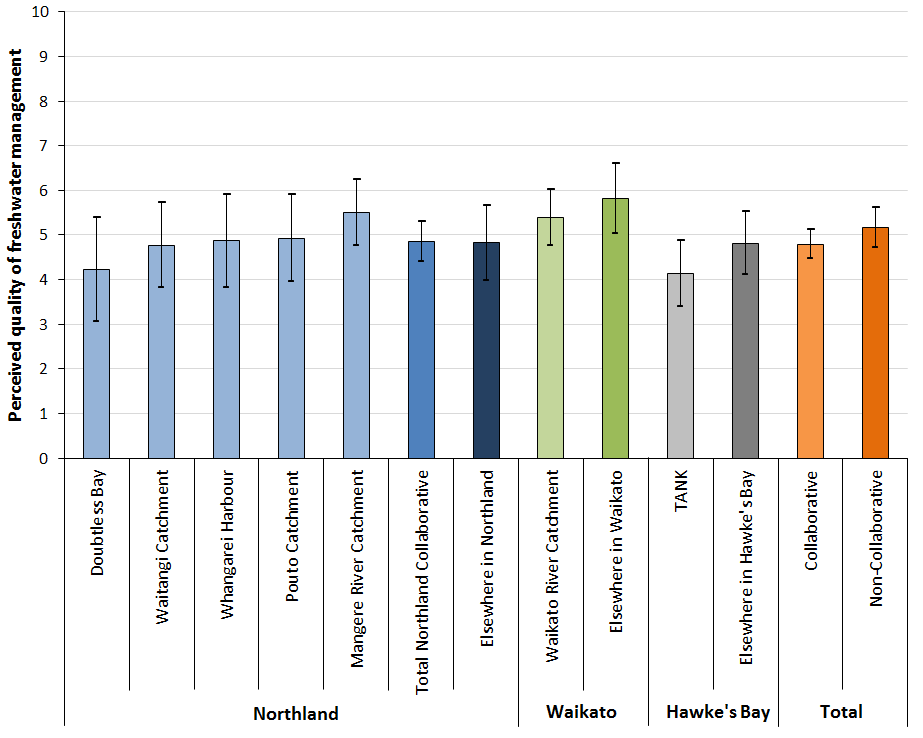 Perceived quality of freshwater management
10
9
8
7
6
5
4
3
2
1
0
Doubtless Bay
Waitangi Catchment
Whangarei Harbour
Pouto Catchment
Mangere River Catchment
Total Northland Collaborative
Elsewhere in Northland
Waikato River Catchment
Elsewhere in Waikato
TANK
Elsewhere in Hawke's Bay
Collaborative
Non-Collaborative
Northland
Waikato
Hawke's Bay
Total